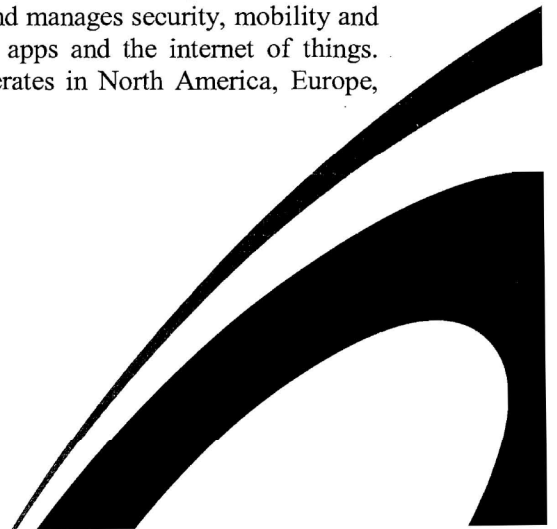 nd manages security, mobility and
apps and the internet of things.
erates in North America, Europe,